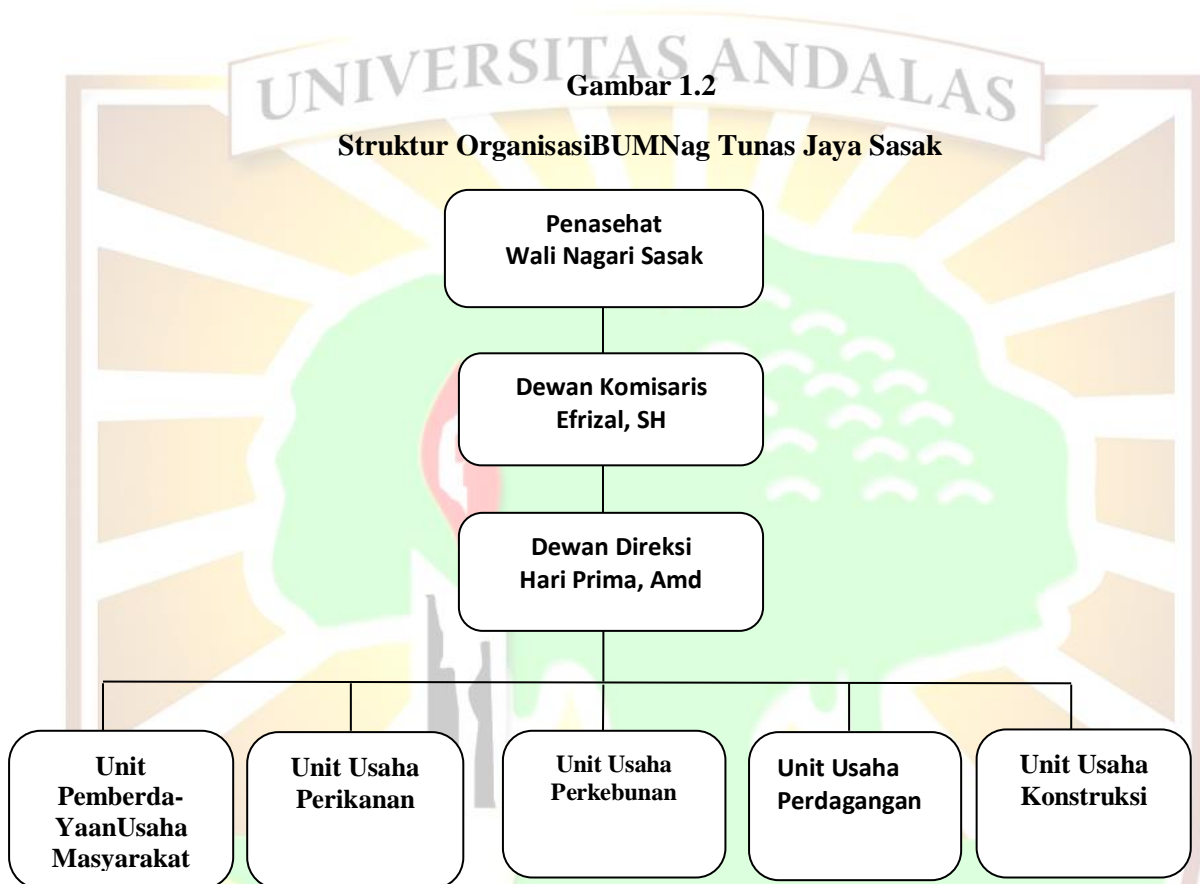 UNIVERSITAS ANDALAS
Gambar 1.2
Struktur OrganisasiBUMNag Tunas Jaya Sasak
Penasehat
Wali Nagari Sasak
Dewan Komisaris
Efrizal, SH
Dewan Direksi
Hari Prima, Amd
Unit
Pemberda-
YaanUsaha
Masyarakat
Unit Usaha
Perikanan
Unit Usaha
Perkebunan
Unit Usaha
Perdagangan
Unit Usaha
Konstruksi